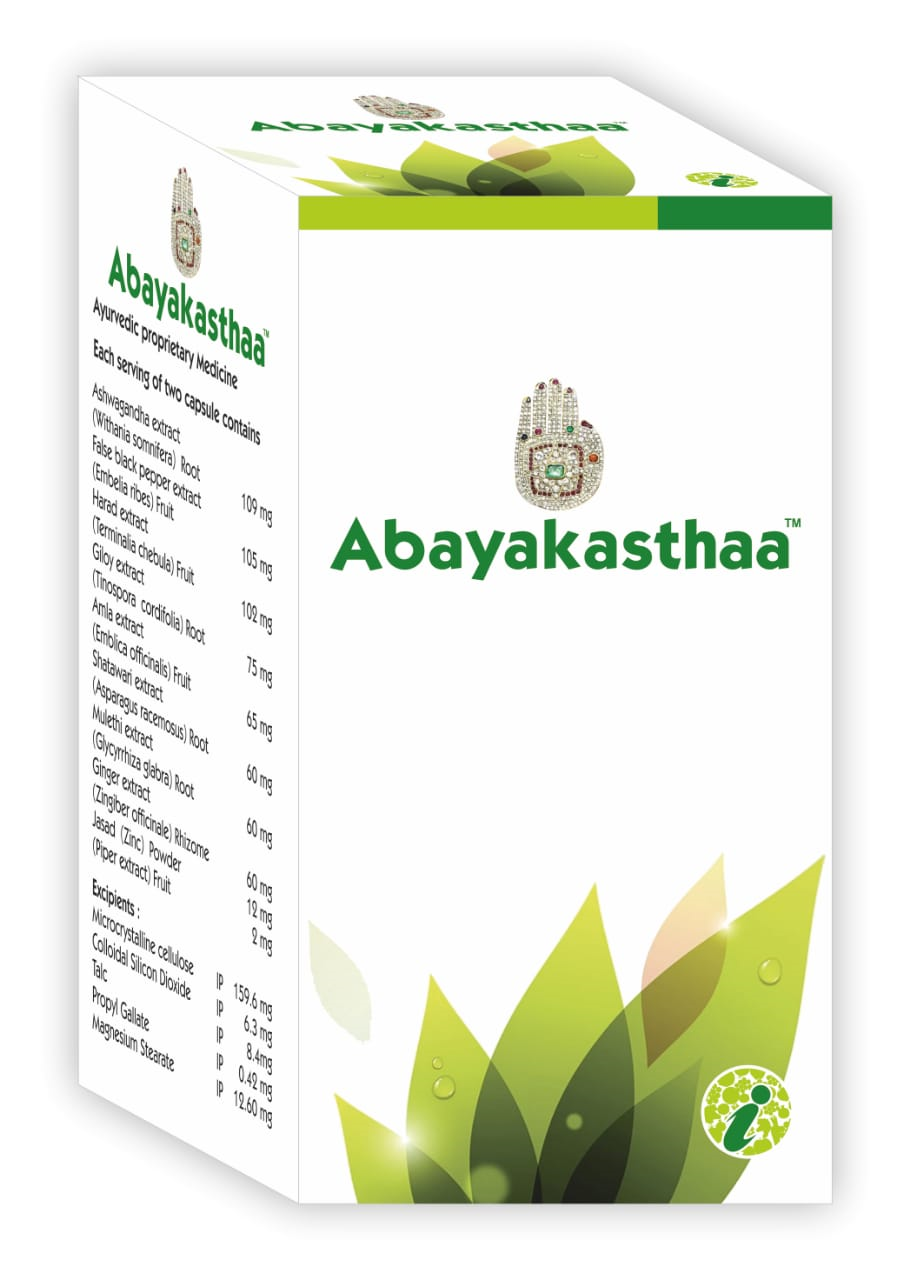 Abayakasthaa™
Abayakasthaa™
Ayurvedic proprietary Medicine
Each serving of two capsule contains
Ashwagandha extract
(Withania somnifera) Root 109 mg
False black pepper extract
(Embelia ribes) Fruit 105 mg
Harad extract
(Terminalia chebula) Fruit 102 mg
Giloy extract
(Tinospora cordifolia) Root 75 mg
Amla extract
(Emblica officinalis) Fruit 65 mg
Shatawari extract
(Asparagus racemosus) Root 60 mg
Mulethi extract
(Glycyrrhiza glabra) Root 60 mg
Ginger extract
(Zingiber officinale) Rhizome 60 mg
Jasad (Zinc) Powder 12 mg
(Piper extract) Fruit 2 mg
Excipients :
Microcrystalline cellulose IP 159.6 mg
Colloidal Silicon Dioxide IP 6.3 mg
Talc IP 8.4mg
Propyl Gallate IP 0.42 mg
Magnesium Stearate IP 12.60 mg
Abayakasthaa™
i
i